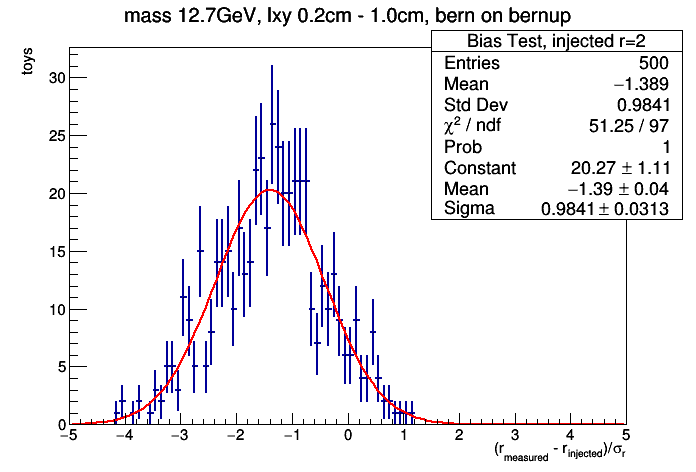 mass 12.7GeV, lxy 0.2cm - 1.0cm, bern on bernup
Bias Test, injected r=2
Entries 500
Mean −1.389
Std Dev 0.9841
χ² / ndf 51.25 / 97
Prob 1
Constant 20.27 ± 1.11
Mean −1.39 ± 0.04
Sigma 0.9841 ± 0.0313
toys
30
25
20
15
10
5
0
−5 −4 −3 −2 −1 0 1 2 3 4 5
(r_measured - r_injected)/σ_r